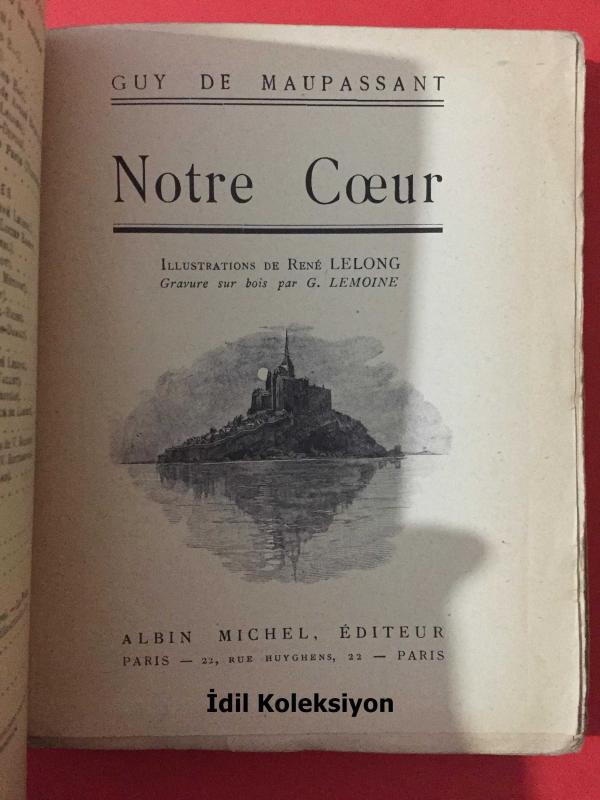 GUY DE MAUPASSANT
Notre Cœur
ILLUSTRATIONS DE RENÉ LELONG
Gravure sur bois par G. LEMOINE
ALBIN MICHEL, ÉDITEUR
PARIS — 22, RUE HUYGHENS, 22 — PARIS
İdil Koleksiyon